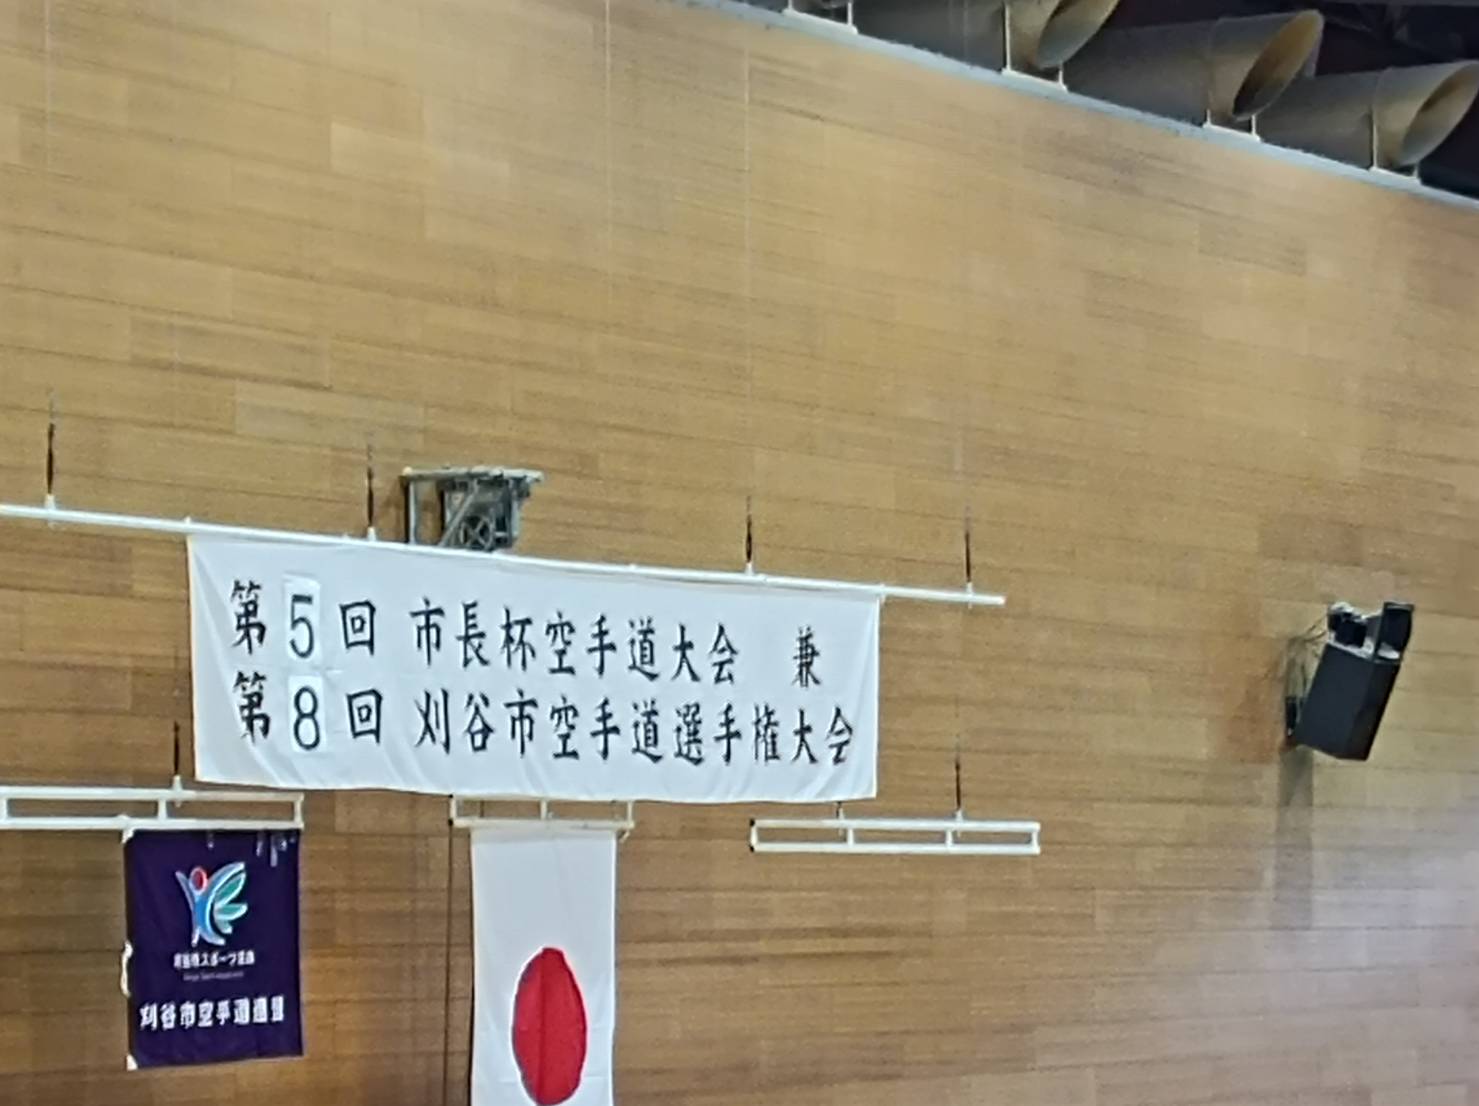 第5回 市長杯空手道大会 兼
第8回 刈谷市空手道選手権大会
刈谷市空手道連盟